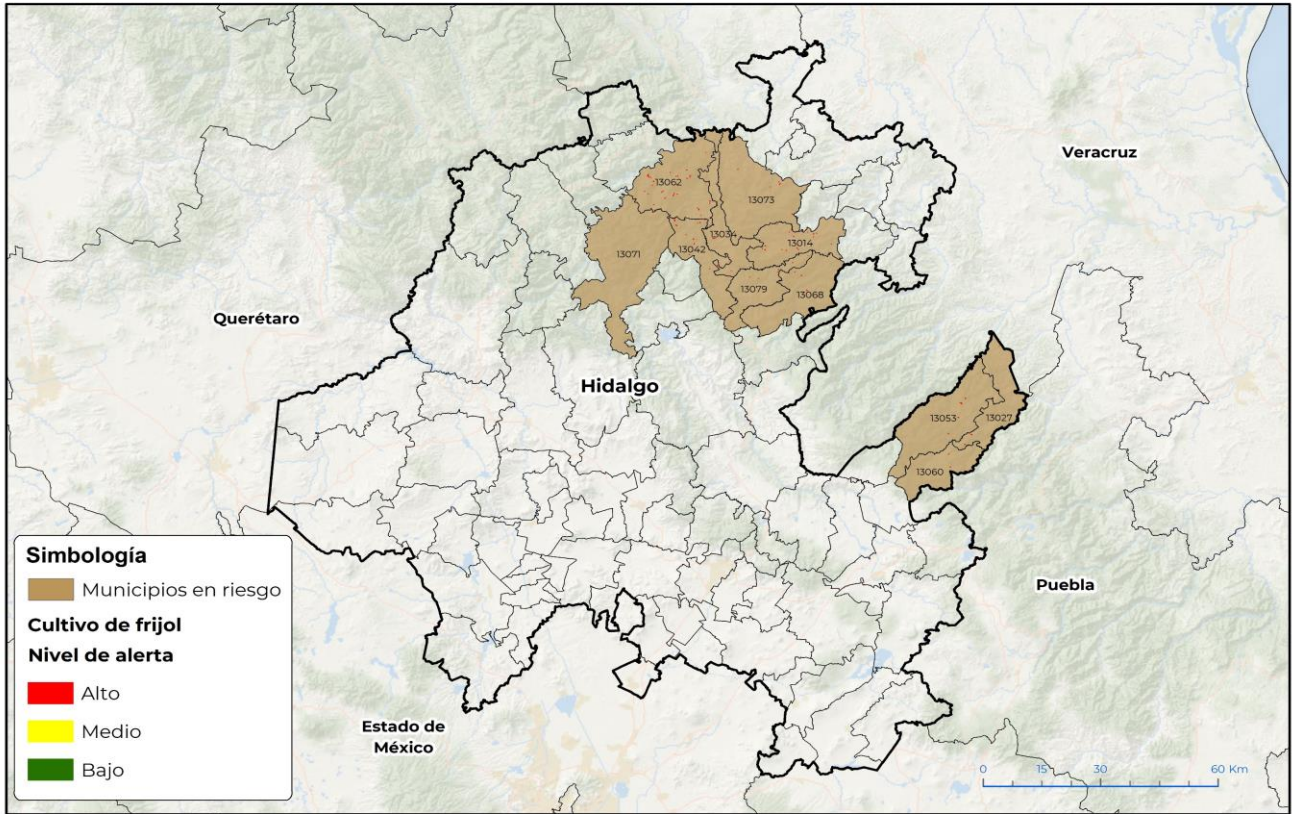 Veracruz
13062
13073
13034
13014
13042
13071
13079
13068
Querétaro
Hidalgo
13053
13027
13060
Simbología
Municipios en riesgo
Cultivo de frijol
Nivel de alerta
Alto
Medio
Bajo
Puebla
Estado de
México
0 15 30 60 Km